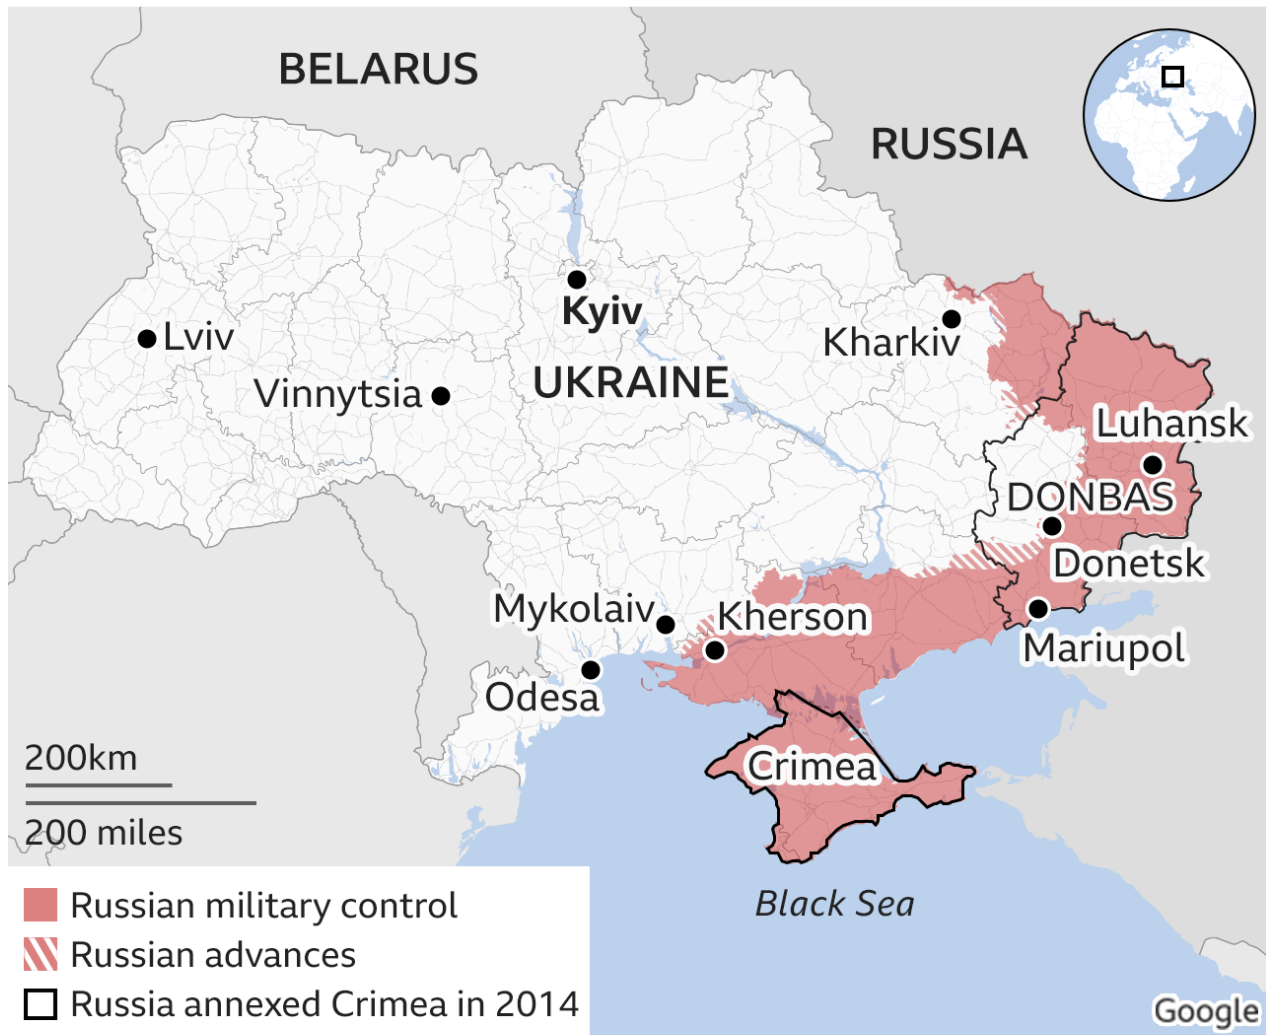 BELARUS
RUSSIA
Kyiv
Lviv
Kharkiv
Vinnytsia
UKRAINE
Luhansk
DONBAS
Donetsk
Mykolaiv
Kherson
Mariupol
Odesa
Crimea
200km
200 miles
Black Sea
Russian military control
Russian advances
Russia annexed Crimea in 2014
Google